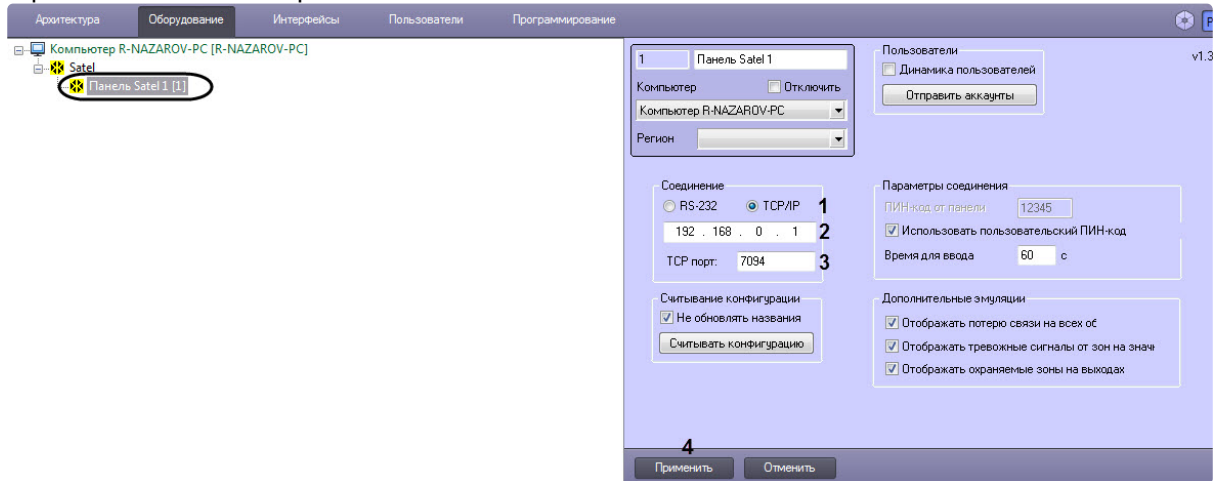 Архитектура Оборудование Интерфейсы Пользователи Программирование
Компьютер R-NAZAROV-PC [R-NAZAROV-PC]
Satel
Панель Satel 1 [1]
1 Панель Satel 1
Компьютер Отключить
Компьютер R-NAZAROV-PC
Регион
Пользователи
Динамика пользователей
Отправить аккаунты
v1.3
Соединение
RS-232 TCP/IP 1
192 . 168 . 0 . 1 2
TCP порт: 7094 3
Параметры соединения
ПИН-код от панели 12345
Использовать пользовательский ПИН-код
Время для ввода 60 с
Считывание конфигурации
Не обновлять названия
Считывать конфигурацию
Дополнительные эмуляции
Отображать потерю связи на всех об
Отображать тревожные сигналы от зон на знач
Отображать охраняемые зоны на выходах
4
Применить Отменить